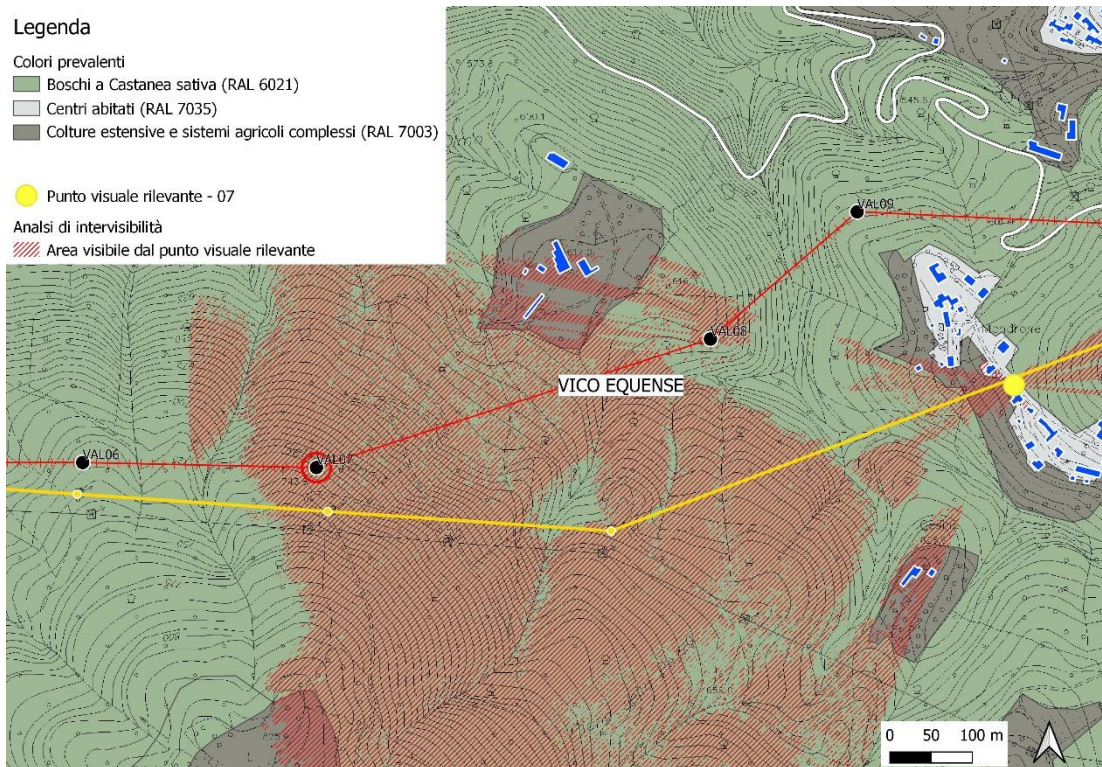 Legenda
Colori prevalenti
Boschi a Castanea sativa (RAL 6021)
Centri abitati (RAL 7035)
Colture estensive e sistemi agricoli complessi (RAL 7003)
Punto visuale rilevante - 07
Analsi di intervisibilità
Area visibile dal punto visuale rilevante
VAL09
VAL08
VICO EQUENSE
VAL06
VAL07
0 50 100 m